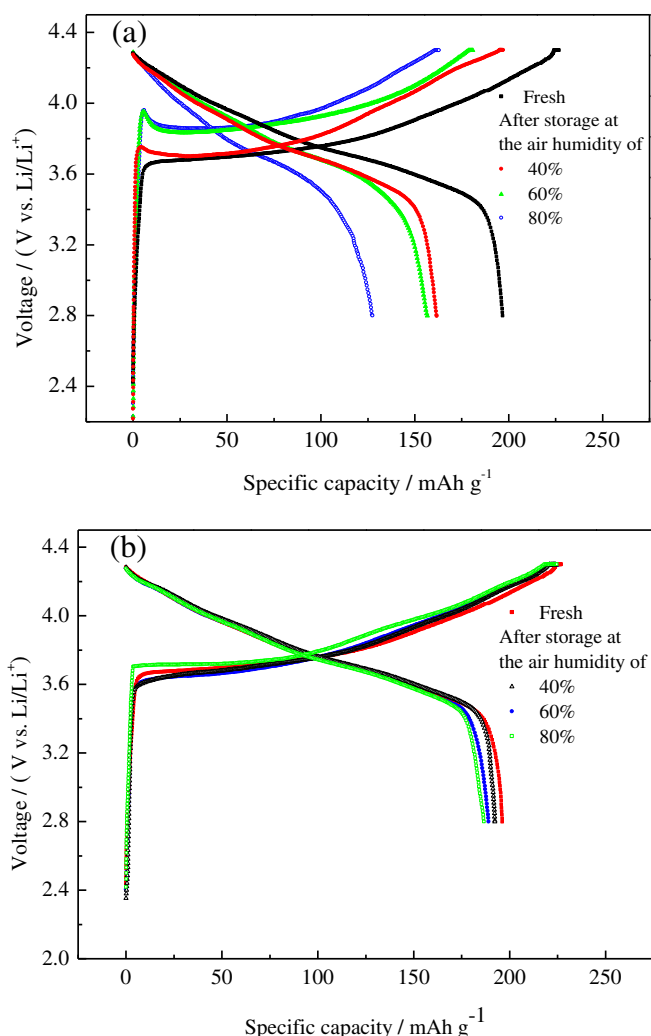 (a)
4.4
4.0
3.6
3.2
2.8
2.4
Voltage / ( V vs. Li/Li⁺)
Fresh
After storage at
the air humidity of
40%
60%
80%
0 50 100 150 200 250
Specific capacity / mAh g⁻¹
(b)
4.4
4.0
3.6
3.2
2.8
2.4
2.0
Voltage / ( V vs. Li/Li⁺)
Fresh
After storage at
the air humidity of
40%
60%
80%
0 50 100 150 200 250
Specific capacity / mAh g⁻¹